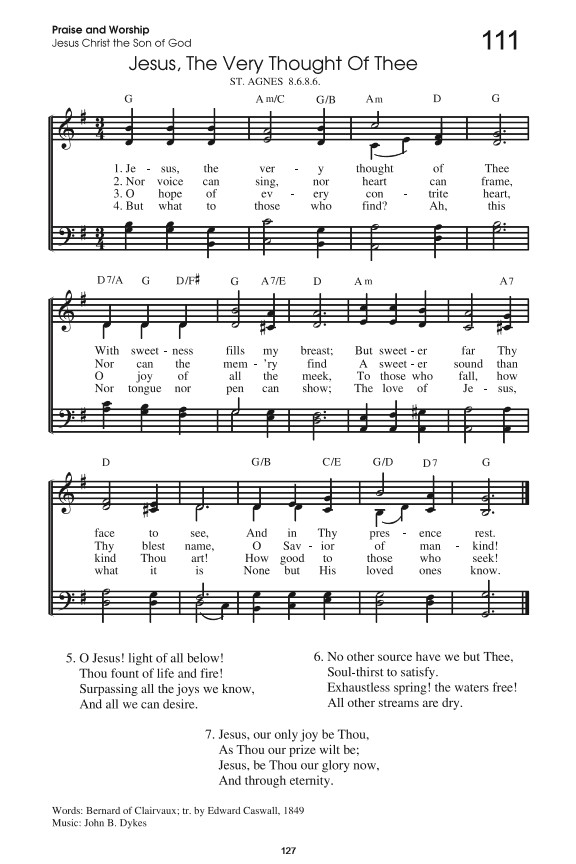 Praise and Worship
Jesus Christ the Son of God
111
Jesus, The Very Thought Of Thee
ST. AGNES 8.6.8.6.
G Am/C G/B Am D G
1. Je - sus, the ver - y thought of Thee
2. Nor voice can sing, nor heart can frame,
3. O hope of ev - ery con - trite heart,
4. But what to those who find? Ah, this
D7/A G D/F# G A7/E D Am A7
With sweet - ness fills my breast; But sweet - er far Thy
Nor can the mem - 'ry find A sweet - er sound than
O joy of all the meek, To those who fall, how
Nor tongue nor pen can show; The love of Je - sus,
D G/B C/E G/D D7 G
face to see, And in Thy pres - ence rest.
Thy blest name, O Sav - ior of man - kind!
kind Thou art! How good to those who seek!
what it is None but His loved ones know.
5. O Jesus! light of all below!
Thou fount of life and fire!
Surpassing all the joys we know,
And all we can desire.
6. No other source have we but Thee,
Soul-thirst to satisfy.
Exhaustless spring! the waters free!
All other streams are dry.
7. Jesus, our only joy be Thou,
As Thou our prize wilt be;
Jesus, be Thou our glory now,
And through eternity.
Words: Bernard of Clairvaux; tr. by Edward Caswall, 1849
Music: John B. Dykes
127